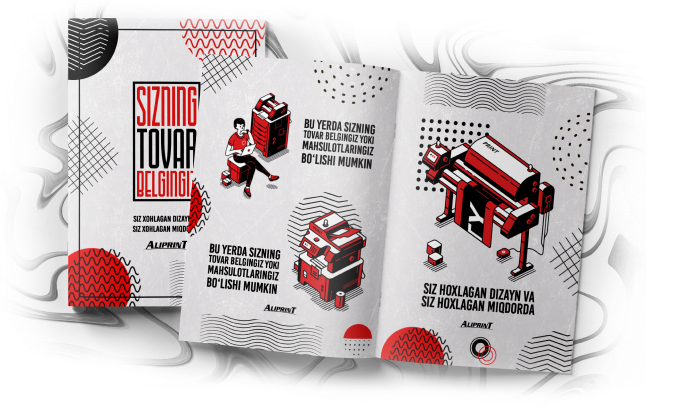 SIZNING
TOVAR
BELGINGIZ
SIZ XOHLAGAN
SIZ XOHLAGAN
ALIPRINT
BU YERDA SIZNING
TOVAR BELGINGIZ YOKI
MAHSULOTLARINGIZ
BO‘LISHI MUMKIN
BU YERDA SIZNING
TOVAR BELGINGIZ YOKI
MAHSULOTLARINGIZ
BO‘LISHI MUMKIN
ALIPRINT
PRINT
SIZ HOXLAGAN DIZAYN VA
SIZ HOXLAGAN MIQDORDA
ALIPRINT